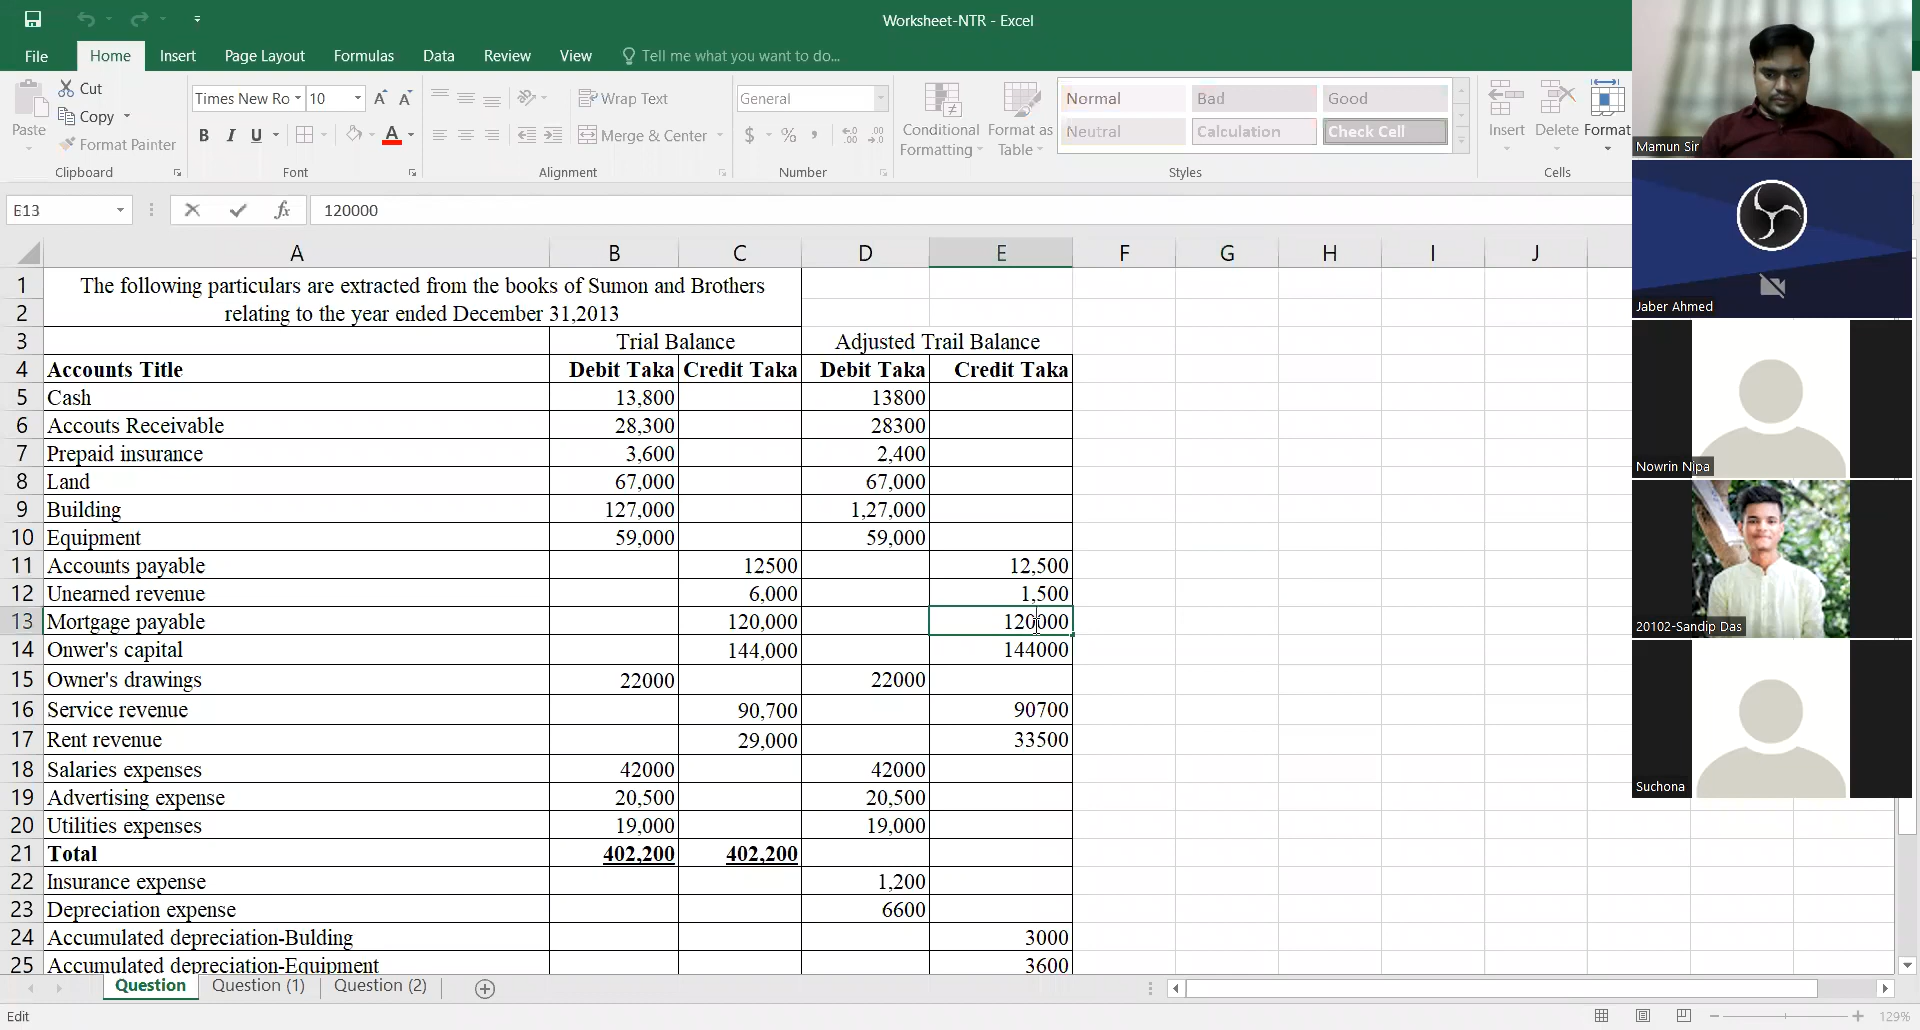 Worksheet-NTR - Excel
File Home Insert Page Layout Formulas Data Review View Tell me what you want to do...
Paste
Cut
Copy
Format Painter
Clipboard
Times New Ro 10
B I U A
Font
Wrap Text
Merge & Center
Alignment
General
$ %
Number
Conditional Formatting
Format as Table
Normal Bad Good
Neutral Calculation Check Cell
Styles
Insert Delete Format
Cells
E13 fx 120000
A B C D E F G H I J
1 The following particulars are extracted from the books of Sumon and Brothers
2 relating to the year ended December 31,2013
3 Trial Balance Adjusted Trail Balance
4 Accounts Title Debit Taka Credit Taka Debit Taka Credit Taka
5 Cash 13,800 13800
6 Accouts Receivable 28,300 28300
7 Prepaid insurance 3,600 2,400
8 Land 67,000 67,000
9 Building 127,000 1,27,000
10 Equipment 59,000 59,000
11 Accounts payable 12500 12,500
12 Unearned revenue 6,000 1,500
13 Mortgage payable 120,000 120000
14 Onwer's capital 144,000 144000
15 Owner's drawings 22000 22000
16 Service revenue 90,700 90700
17 Rent revenue 29,000 33500
18 Salaries expenses 42000 42000
19 Advertising expense 20,500 20,500
20 Utilities expenses 19,000 19,000
21 Total 402,200 402,200
22 Insurance expense 1,200
23 Depreciation expense 6600
24 Accumulated depreciation-Bulding 3000
25 Accumulated depreciation-Equipment 3600
Question Question (1) Question (2)
Edit
129%
Mamun Sir
Jaber Ahmed
Nowrin Nipa
20102-Sandip Das
Suchona